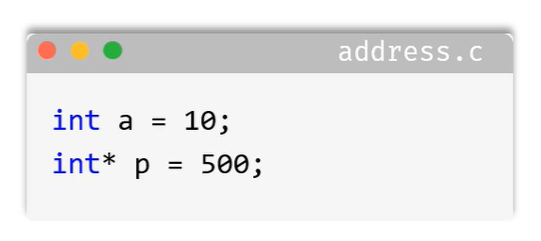 address.c
int a = 10;
int* p = 500;